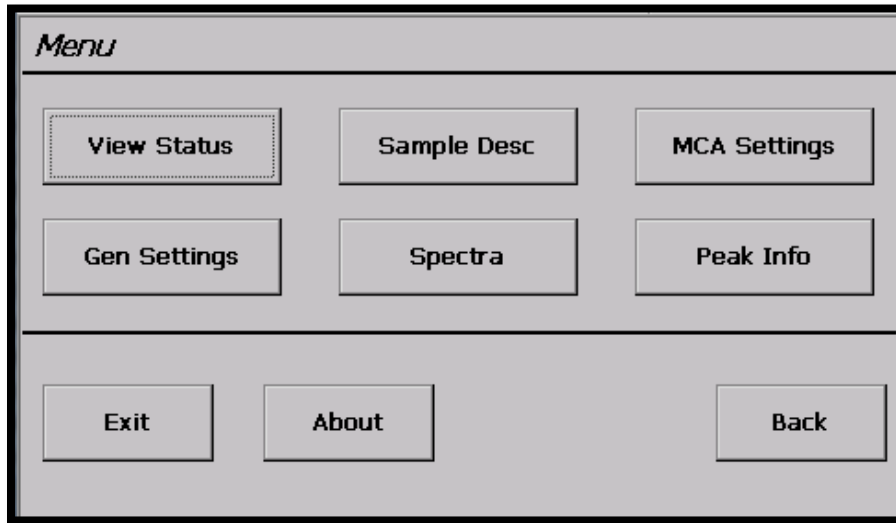 Menu
View Status Sample Desc MCA Settings
Gen Settings Spectra Peak Info
Exit About Back